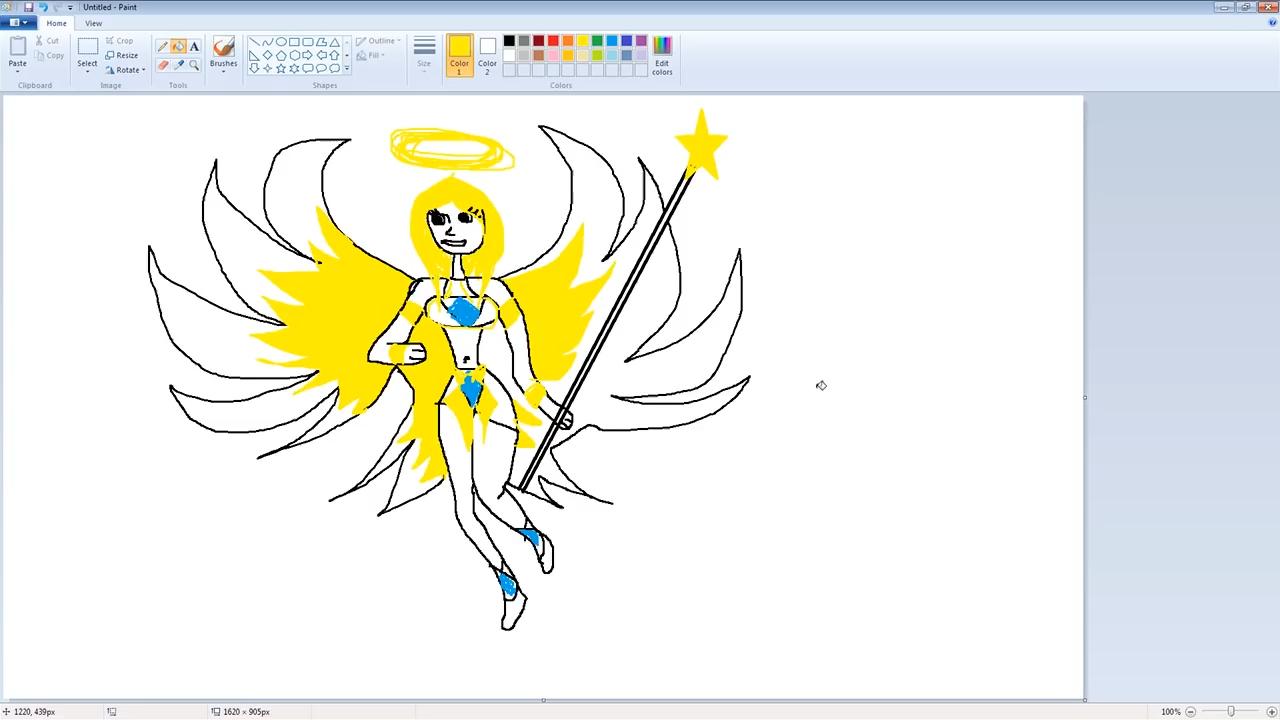 Untitled - Paint
Home View
Paste
Cut
Copy
Clipboard
Select
Crop
Resize
Rotate
Image
A
Tools
Brushes
Outline
Fill
Shapes
Size
Color 1
Color 2
Edit colors
Colors
1220, 439px
1620 × 905px
100%